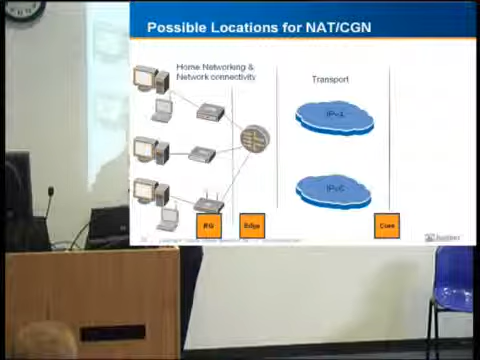 Possible Locations for NAT/CGN
Home Networking &
Network connectivity
Transport
IPv4
IPv6
RG
Edge
Core